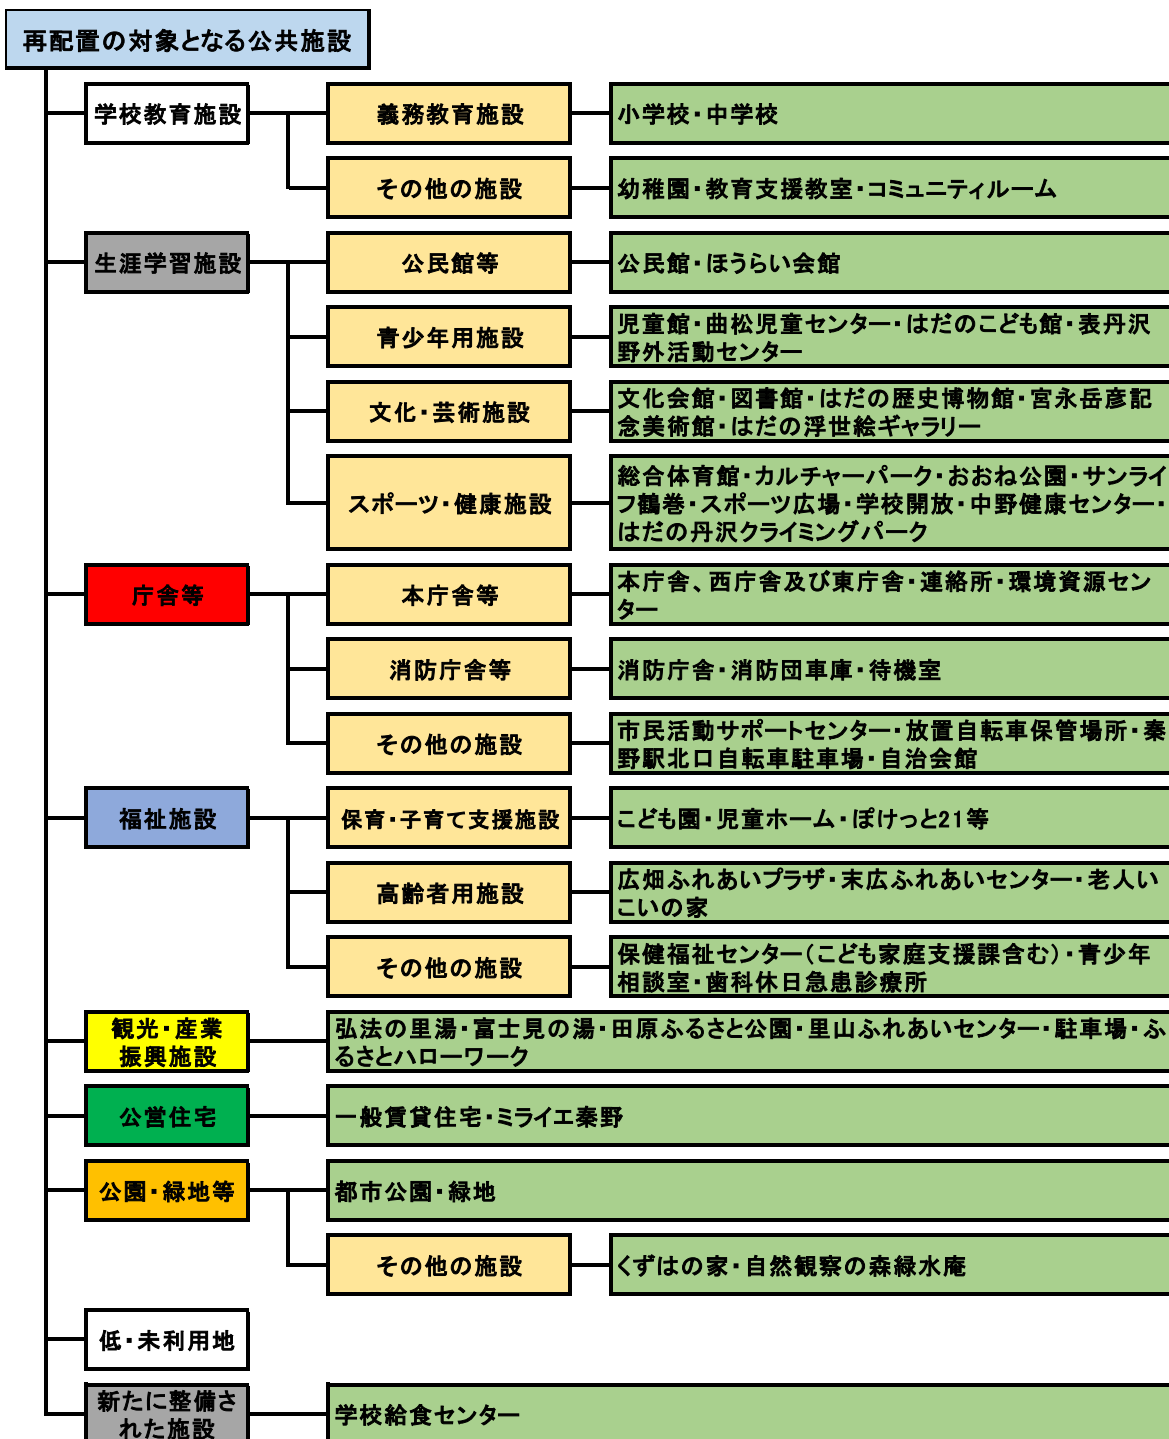 再配置の対象となる公共施設
学校教育施設
義務教育施設
小学校・中学校
その他の施設
幼稚園・教育支援教室・コミュニティルーム
生涯学習施設
公民館等
公民館・ほうらい会館
青少年用施設
児童館・曲松児童センター・はだのこども館・表丹沢
野外活動センター
文化・芸術施設
文化会館・図書館・はだの歴史博物館・宮永岳彦記
念美術館・はだの浮世絵ギャラリー
スポーツ・健康施設
総合体育館・カルチャーパーク・おおね公園・サンライ
フ鶴巻・スポーツ広場・学校開放・中野健康センター・
はだの丹沢クライミングパーク
庁舎等
本庁舎等
本庁舎、西庁舎及び東庁舎・連絡所・環境資源セン
ター
消防庁舎等
消防庁舎・消防団車庫・待機室
その他の施設
市民活動サポートセンター・放置自転車保管場所・秦
野駅北口自転車駐車場・自治会館
福祉施設
保育・子育て支援施設
こども園・児童ホーム・ぽけっと21等
高齢者用施設
広畑ふれあいプラザ・末広ふれあいセンター・老人い
こいの家
その他の施設
保健福祉センター（こども家庭支援課含む）・青少年
相談室・歯科休日急患診療所
観光・産業
振興施設
弘法の里湯・富士見の湯・田原ふるさと公園・里山ふれあいセンター・駐車場・ふ
るさとハローワーク
公営住宅
一般賃貸住宅・ミライエ秦野
公園・緑地等
都市公園・緑地
その他の施設
くずはの家・自然観察の森緑水庵
低・未利用地
新たに整備さ
れた施設
学校給食センター